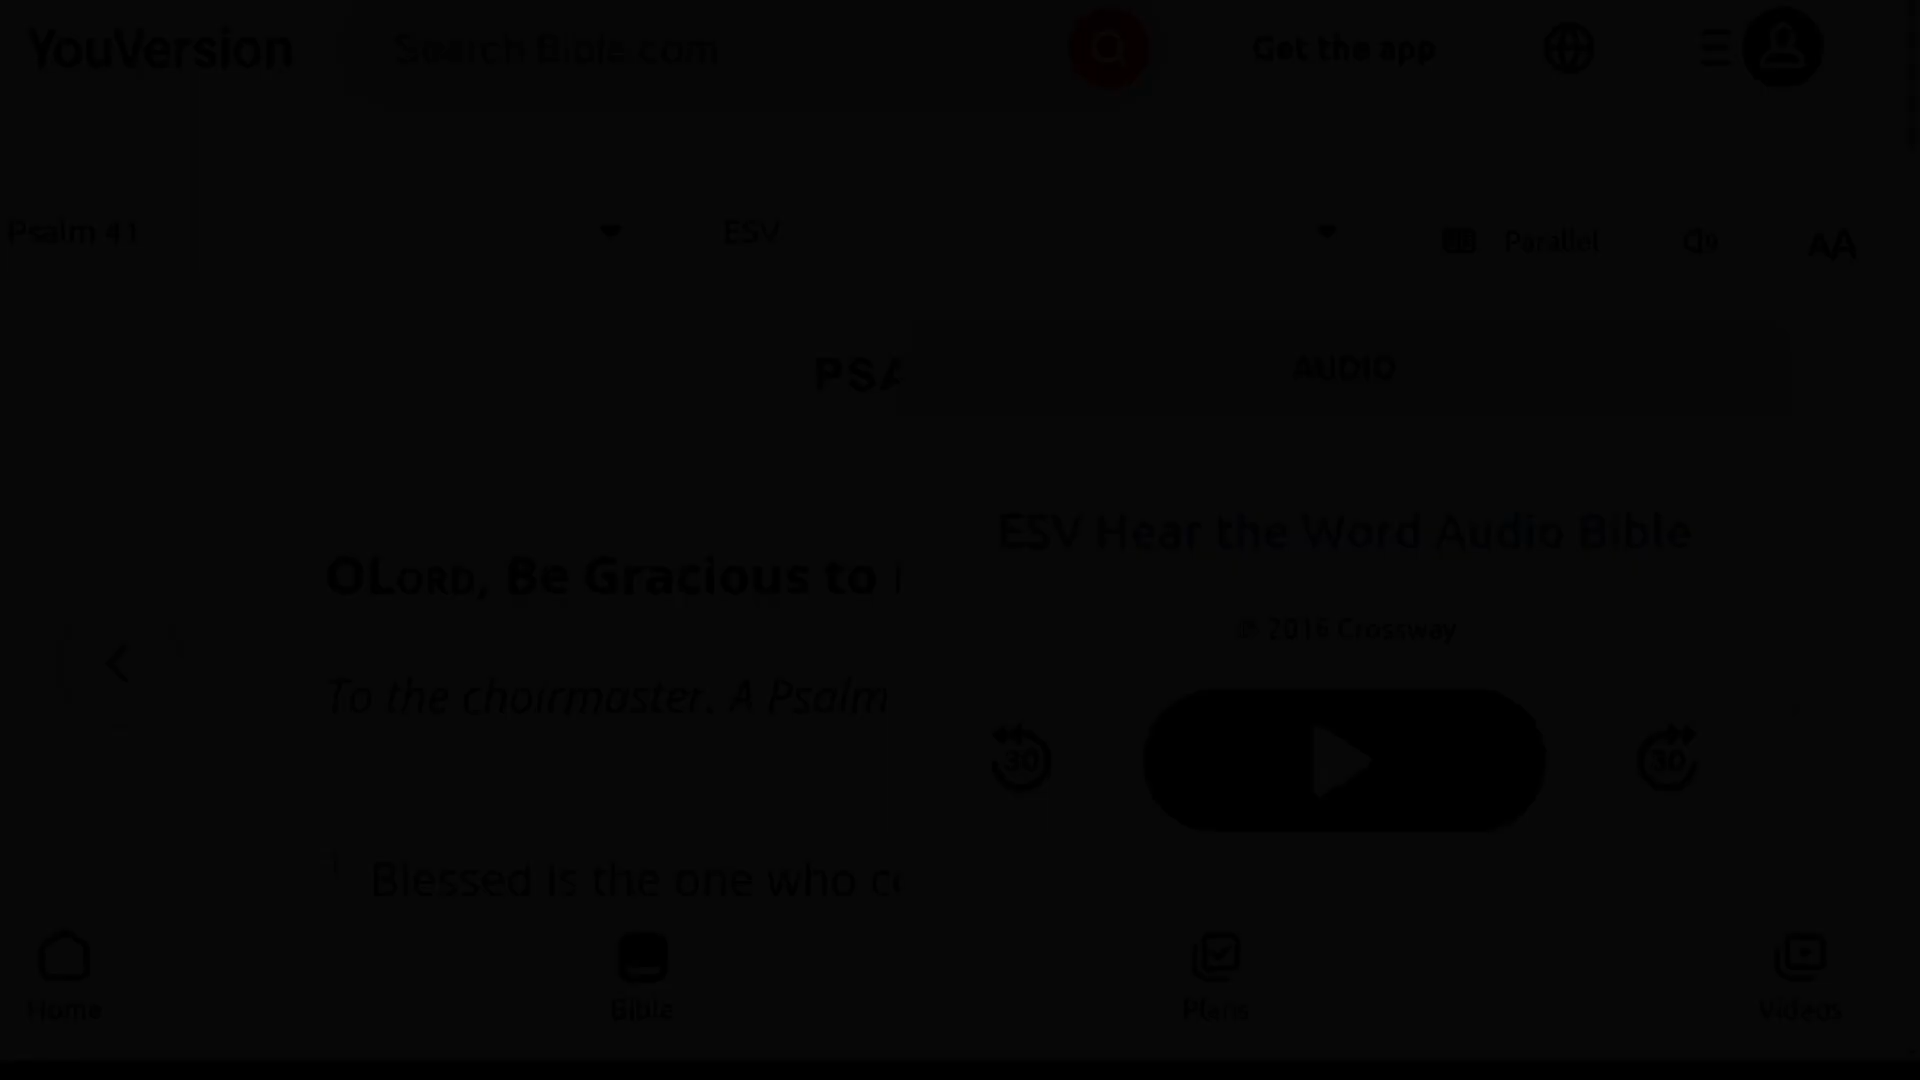 YouVersion
Search Bible.com
Get the app
Psalm 41
ESV
Parallel
AA
PSA
AUDIO
ESV Hear the Word Audio Bible
OLORD, Be Gracious to
© 2016 Crossway
To the choirmaster. A Psalm
30
30
1 Blessed is the one who
Home
Bible
Plans
Videos